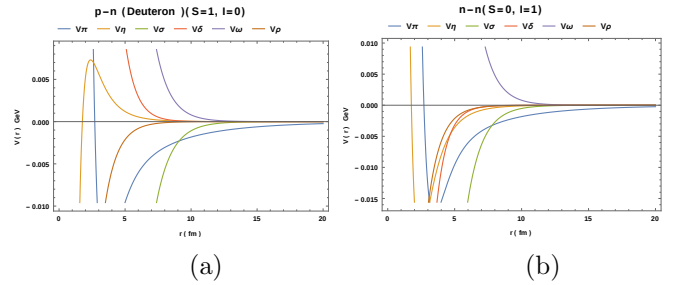 p−n (Deuteron)(S=1, I=0)
Vπ Vη Vσ Vδ Vω Vρ
V(r) GeV
0.005
0.000
−0.005
−0.010
0 5 10 15 20
r(fm)
(a)
n−n(S=0, I=1)
Vπ Vη Vσ Vδ Vω Vρ
V(r) GeV
0.010
0.005
0.000
−0.005
−0.010
−0.015
0 5 10 15 20
r(fm)
(b)